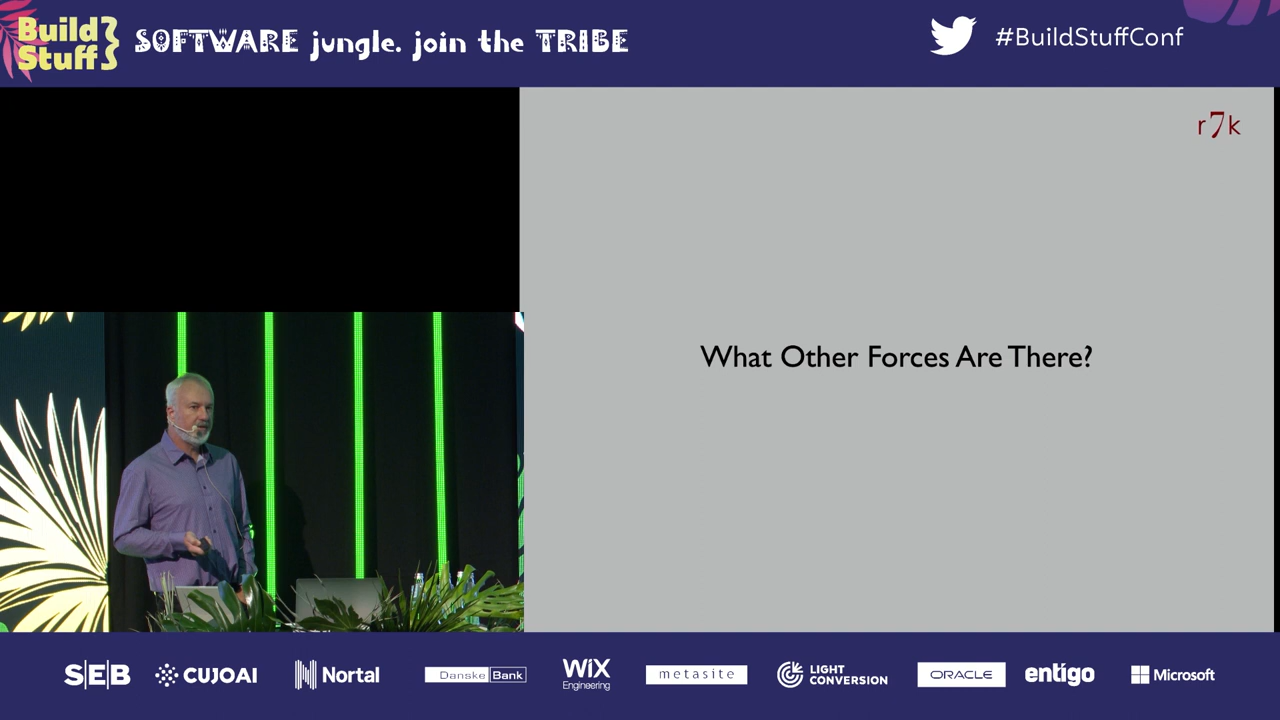 Build
Stuff
SOFTWARE jungle. join the TRIBE
#BuildStuffConf
r7k
What Other Forces Are There?
S|E|B
CUJOAI
Nortal
Danske Bank
WiX
Engineering
metasite
LIGHT
CONVERSION
ORACLE
entigo
Microsoft